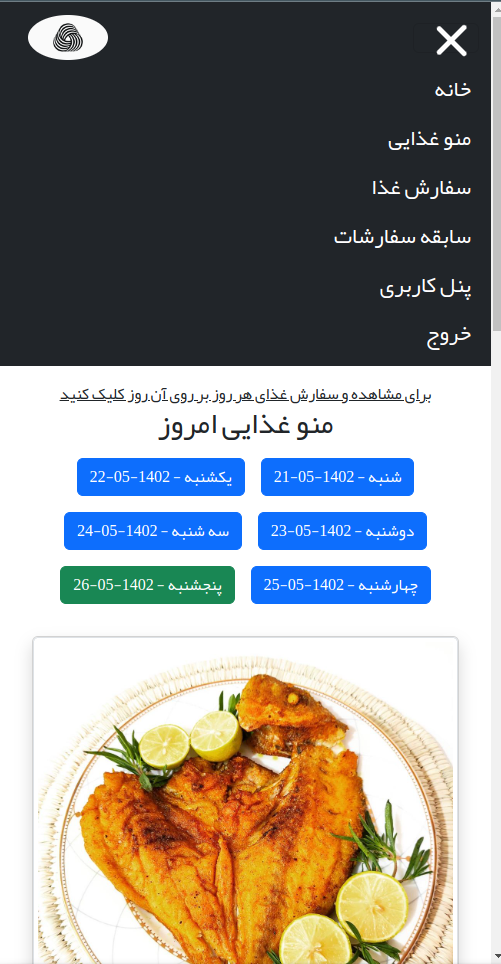 خانه
منو غذایی
سفارش غذا
سابقه سفارشات
پنل کاربری
خروج
برای مشاهده و سفارش غذای هر روز بر روی آن روز کلیک کنید
منو غذایی امروز
شنبه - 1402-05-21
یکشنبه - 1402-05-22
دوشنبه - 1402-05-23
سه شنبه - 1402-05-24
چهارشنبه - 1402-05-25
پنجشنبه - 1402-05-26